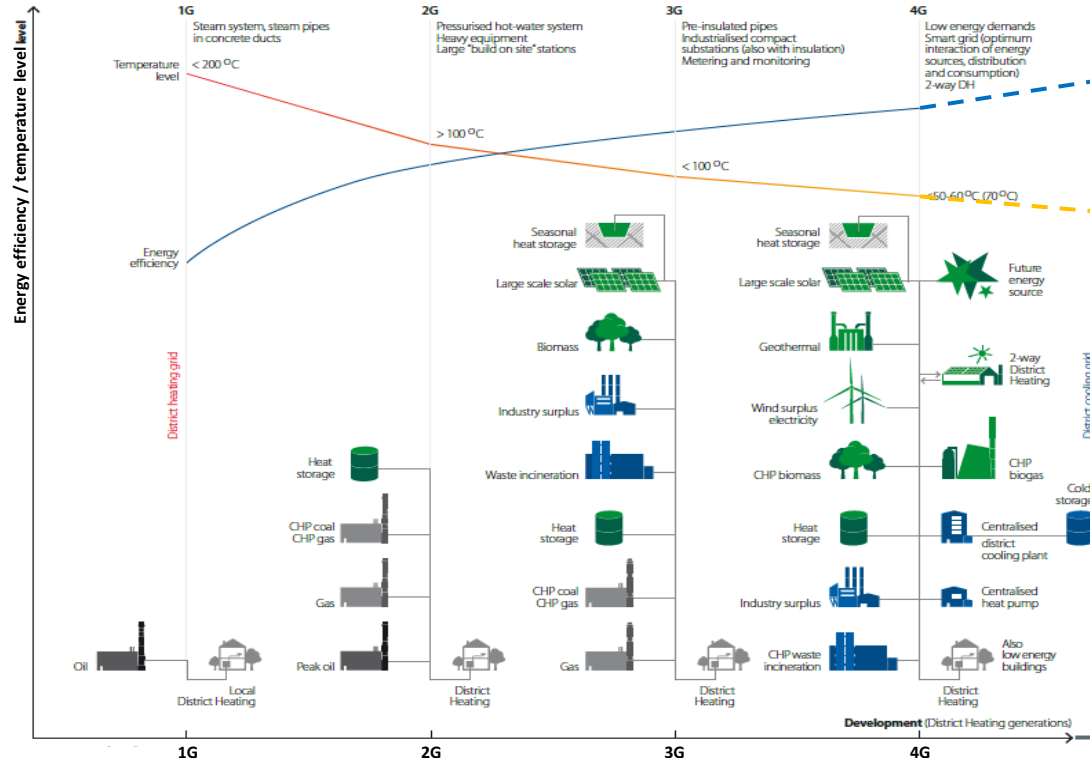 Energy efficiency / temperature level
level
1G
2G
3G
4G
Steam system, steam pipes
in concrete ducts
Pressurised hot-water system
Heavy equipment
Large "build on site" stations
Pre-insulated pipes
Industrialised compact
substations (also with insulation)
Metering and monitoring
Low energy demands
Smart grid (optimum
interaction of energy
sources, distribution
and consumption)
2-way DH
Temperature
level
< 200 °C
> 100 °C
< 100 °C
<50-60 °C (70 °C)
Energy
efficiency
District heating grid
Oil
Local
District Heating
Heat
storage
CHP coal
CHP gas
Gas
Peak oil
District
Heating
Seasonal
heat storage
Large scale solar
Biomass
Industry surplus
Waste incineration
Heat
storage
CHP coal
CHP gas
Gas
District
Heating
Seasonal
heat storage
Large scale solar
Geothermal
Wind surplus
electricity
CHP biomass
Heat
storage
Industry surplus
CHP waste
incineration
Future
energy
source
2-way
District
Heating
CHP
biogas
Centralised
district
cooling plant
Cold
storage
Centralised
heat pump
Also
low energy
buildings
District
Heating
District cooling grid
Development (District Heating generations)
1G
2G
3G
4G